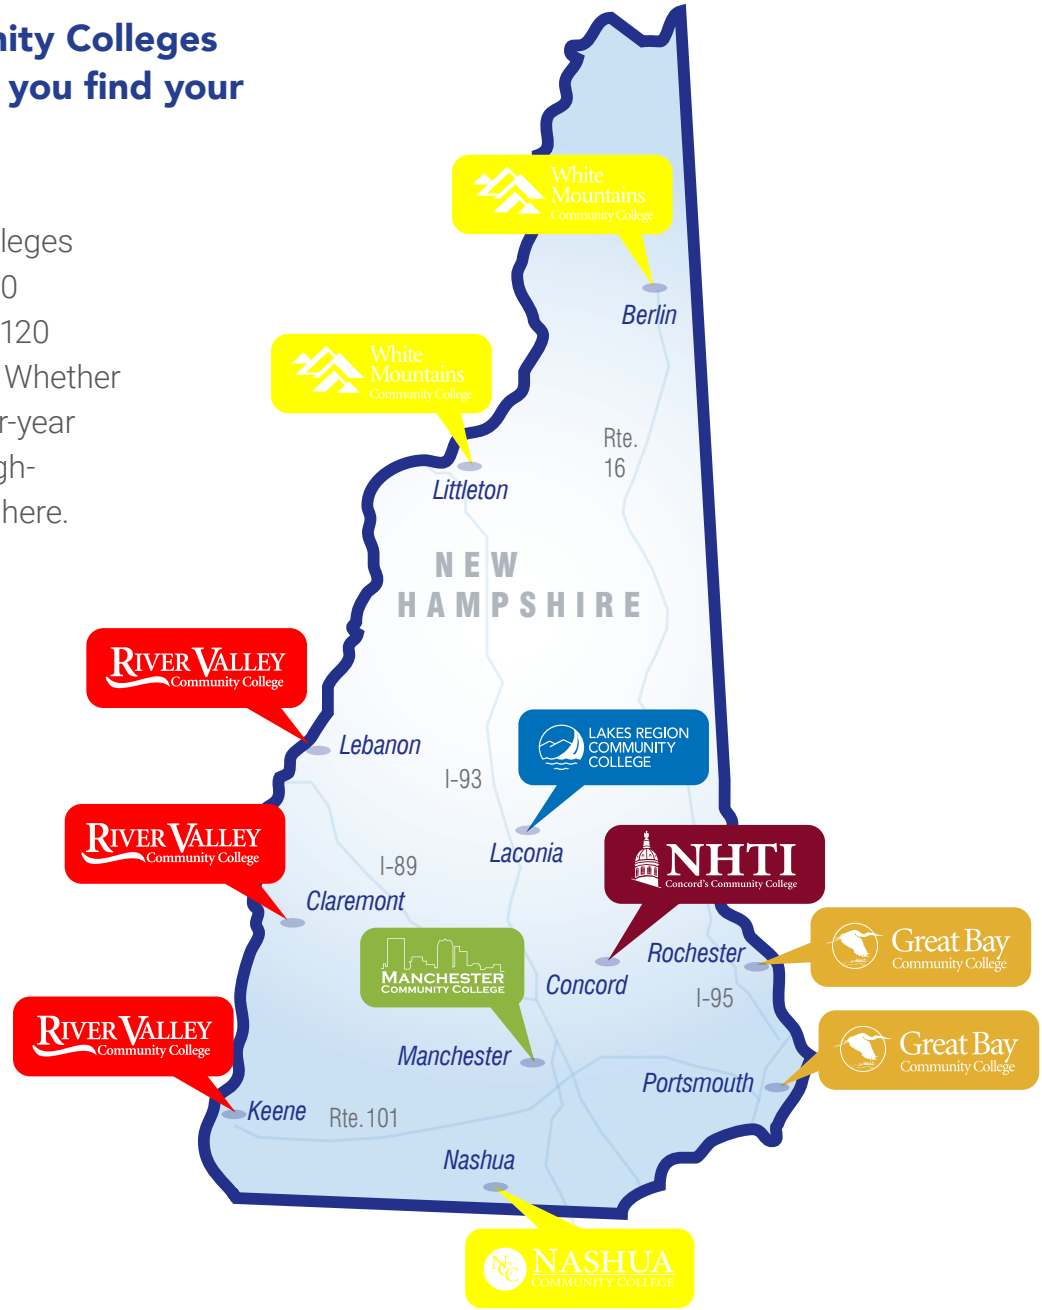 nity Colleges
you find your
lleges
0
120
Whether
r-year
gh-
here.
White
Mountains
Community College
Berlin
White
Mountains
Community College
Rte.
16
Littleton
NEW
HAMPSHIRE
RIVER VALLEY
Community College
Lebanon
LAKES REGION
COMMUNITY
COLLEGE
I-93
RIVER VALLEY
Community College
Laconia
NHTI
Concord's Community College
I-89
Claremont
MANCHESTER
COMMUNITY COLLEGE
Rochester
Great Bay
Community College
Concord
I-95
RIVER VALLEY
Community College
Manchester
Great Bay
Community College
Portsmouth
Keene
Rte.101
Nashua
NCC
NASHUA
COMMUNITY COLLEGE